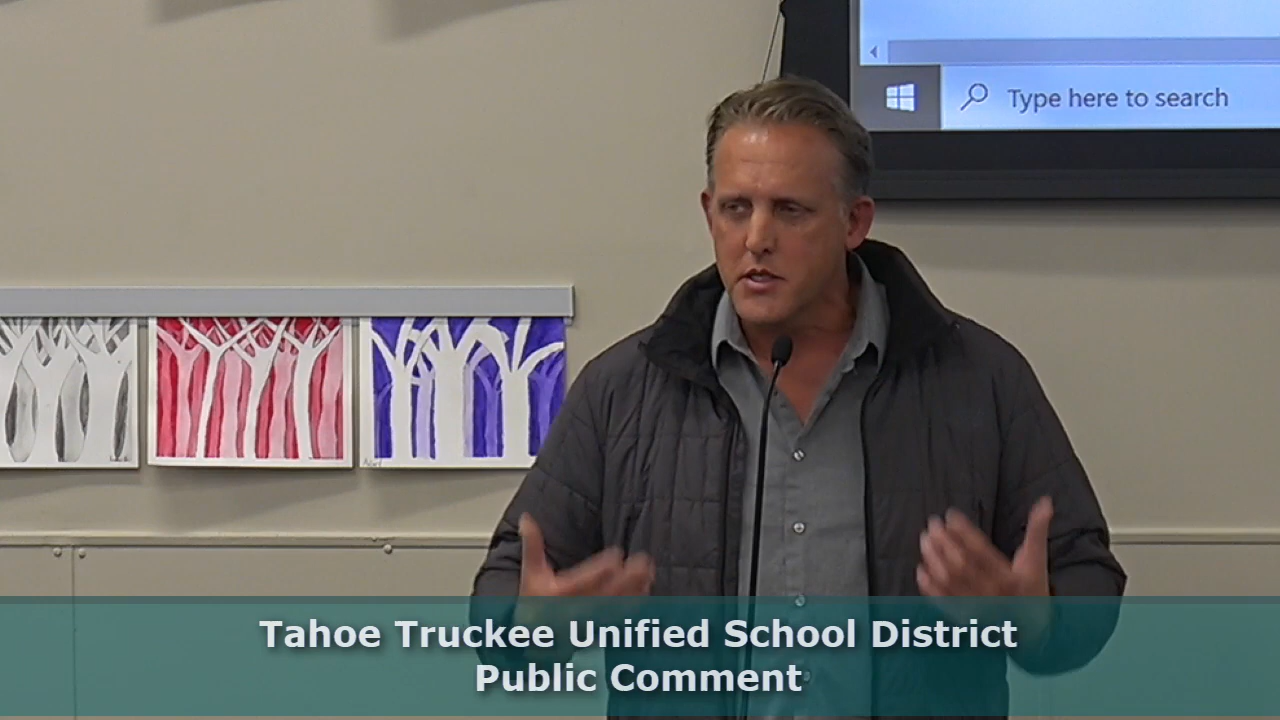 Type here to search
Tahoe Truckee Unified School District
Public Comment